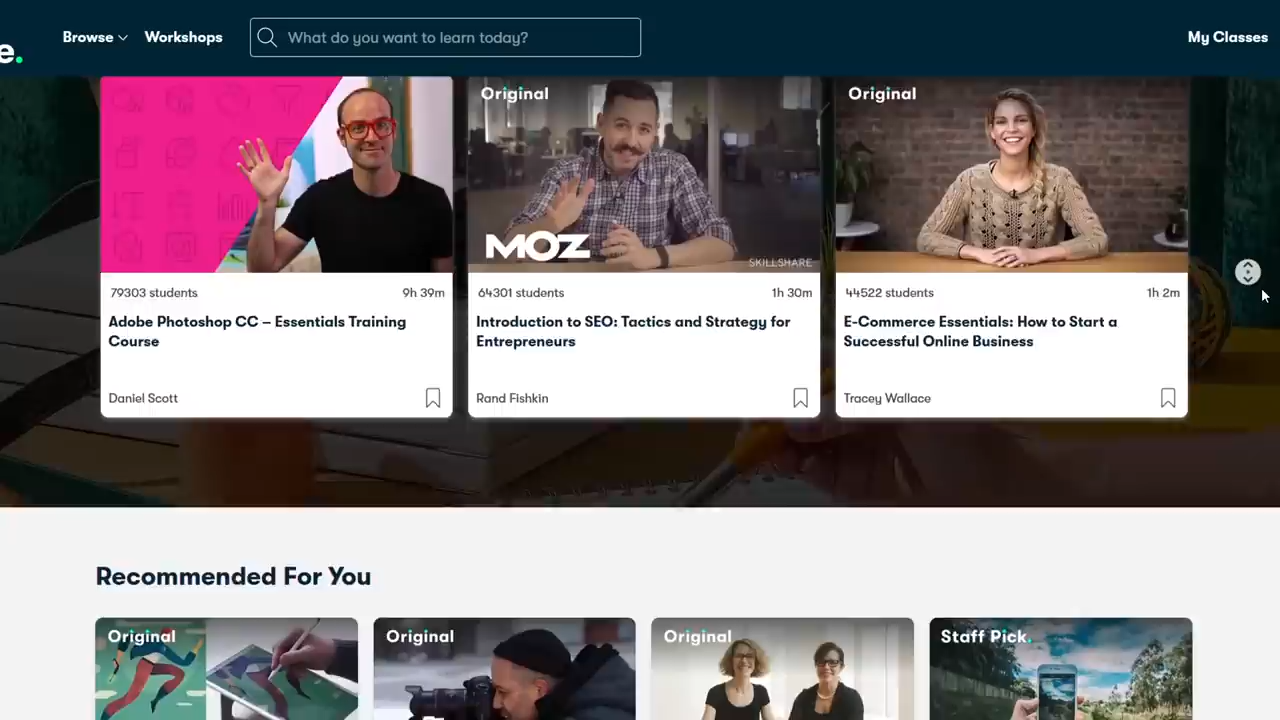 e.
Browse
Workshops
What do you want to learn today?
My Classes
Original
Original
MOZ
SKILLSHARE
79303 students
9h 39m
Adobe Photoshop CC – Essentials Training
Course
Daniel Scott
64301 students
1h 30m
Introduction to SEO: Tactics and Strategy for
Entrepreneurs
Rand Fishkin
44522 students
1h 2m
E-Commerce Essentials: How to Start a
Successful Online Business
Tracey Wallace
Recommended For You
Original
Original
Original
Staff Pick.